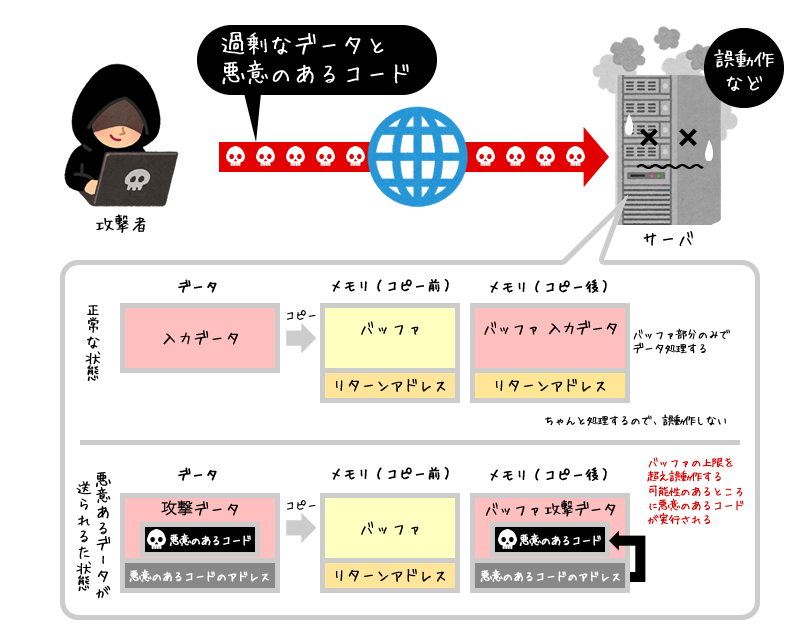 過剰なデータと
悪意のあるコード
誤動作
など
攻撃者
サーバ
正常な状態
データ
メモリ(コピー前)
メモリ(コピー後)
入力データ
コピー
バッファ
リターンアドレス
バッファ 入力データ
リターンアドレス
バッファ部分のみで
データ処理する
ちゃんと処理するので、誤動作しない
悪意あるデータが
送られるた状態
データ
メモリ(コピー前)
メモリ(コピー後)
攻撃データ
悪意のあるコード
悪意のあるコードのアドレス
コピー
バッファ
リターンアドレス
バッファ攻撃データ
悪意のあるコード
悪意のあるコードのアドレス
バッファの上限を
超え誤動作する
可能性のあるところ
に悪意のあるコード
が実行される